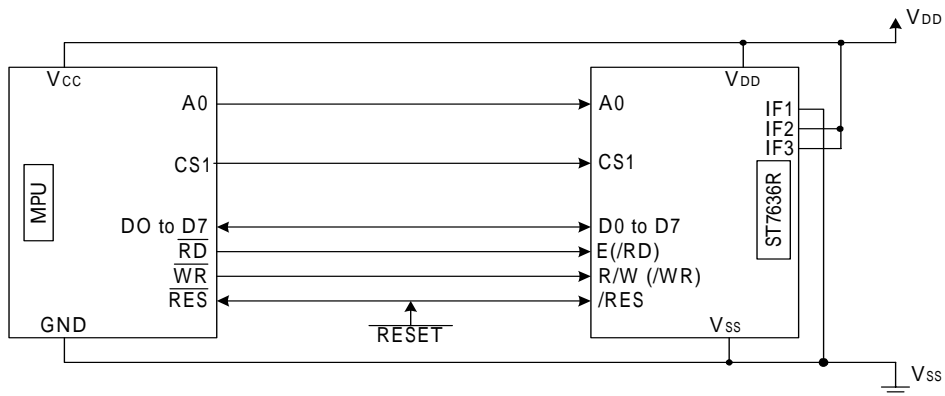 VDD
VCC
VDD
A0
A0
IF1
IF2
IF3
CS1
CS1
MPU
ST7636R
DO to D7
D0 to D7
RD
E(/RD)
WR
R/W (/WR)
RES
/RES
GND
RESET
VSS
VSS